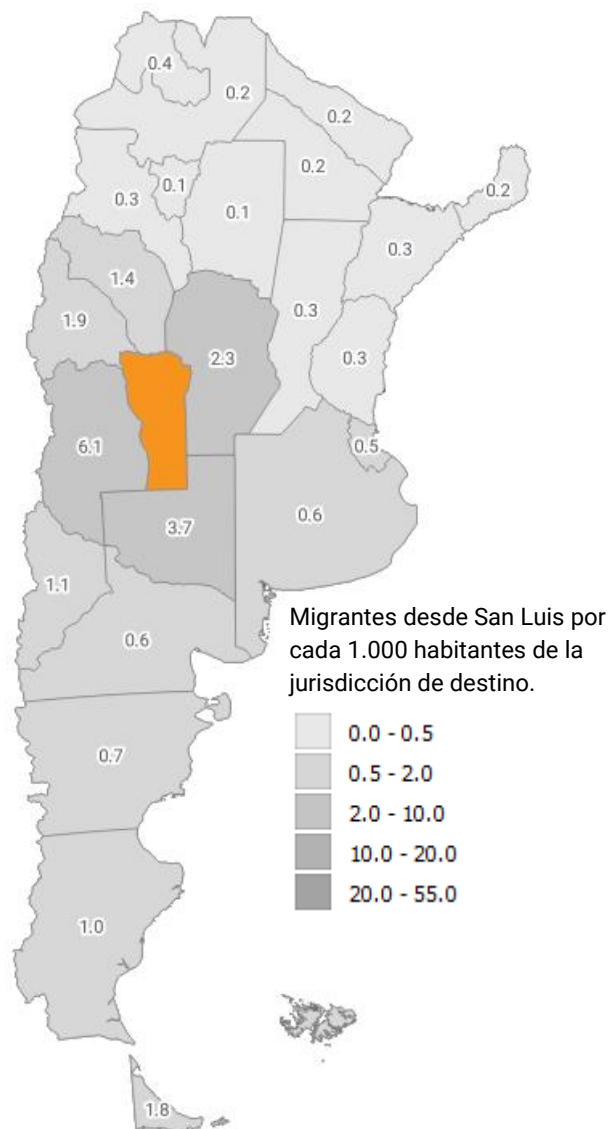 0.4
0.2
0.2
0.2
0.1
0.3
0.1
0.2
0.3
1.4
0.3
1.9
2.3
0.3
6.1
0.5
0.6
3.7
1.1
0.6
Migrantes desde San Luis por
cada 1.000 habitantes de la
jurisdicción de destino.
0.0 - 0.5
0.5 - 2.0
2.0 - 10.0
10.0 - 20.0
20.0 - 55.0
0.7
1.0
1.8